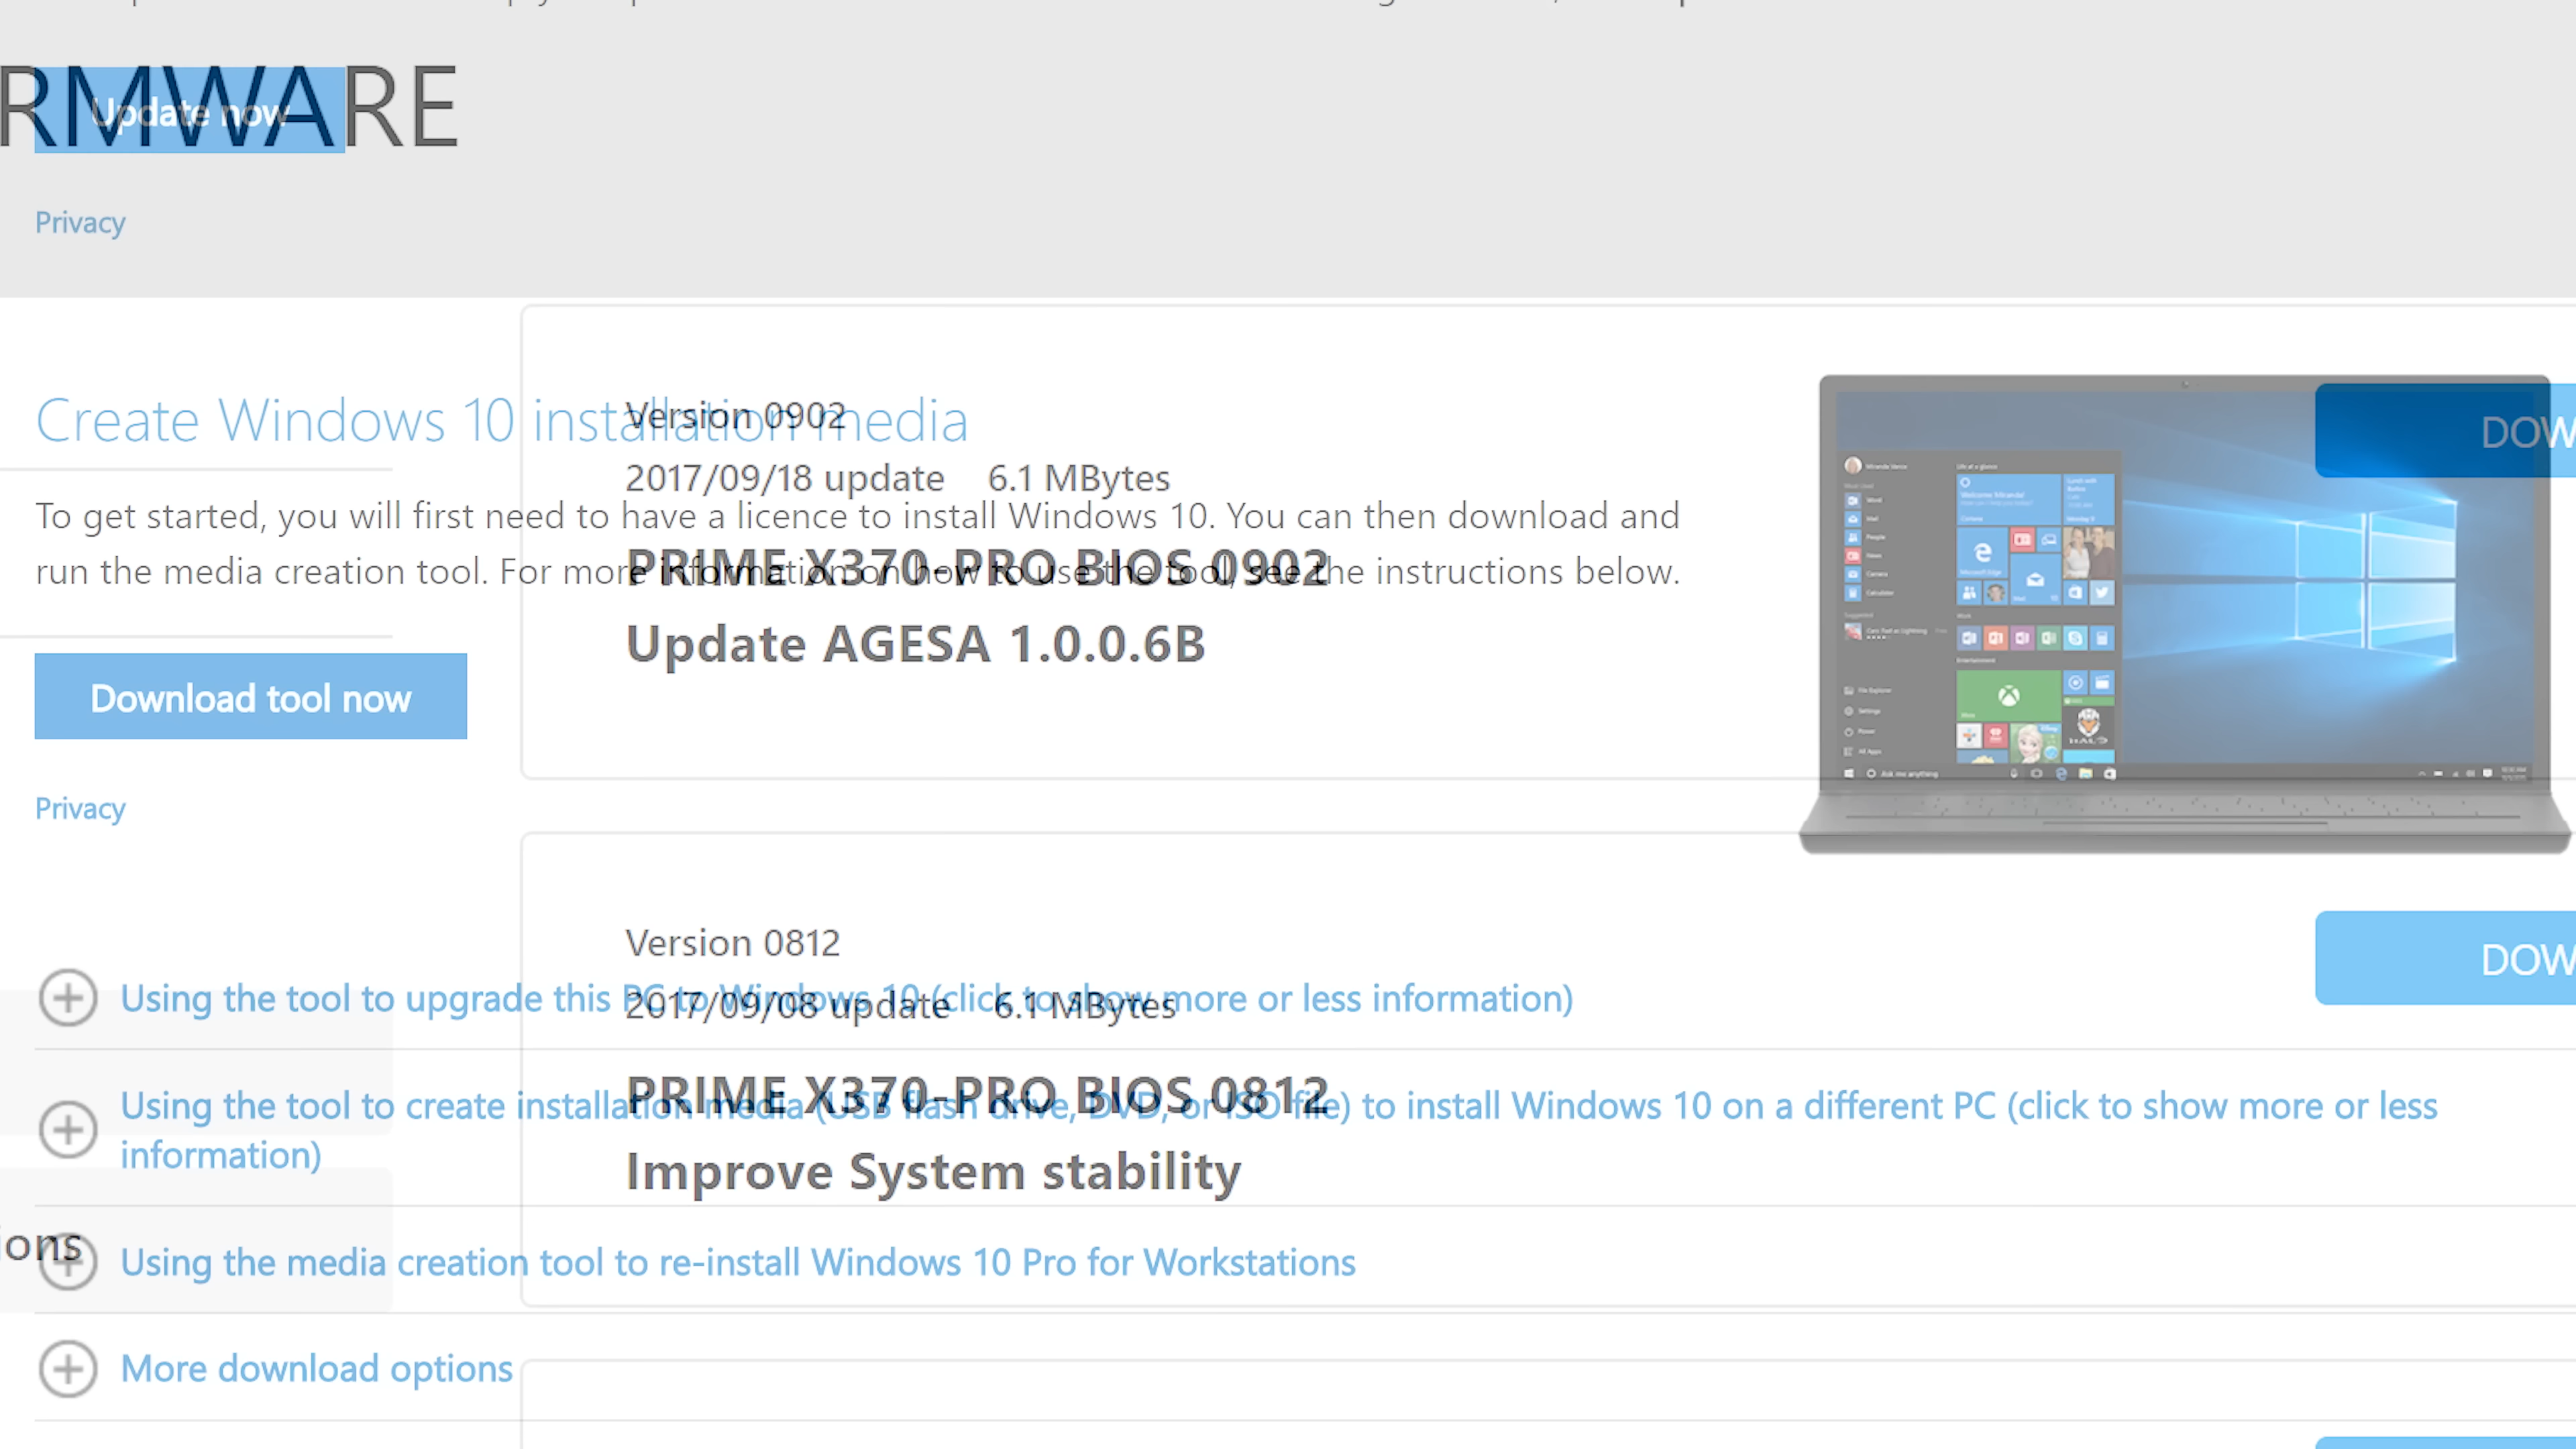 RMWARE
Update now
Privacy
Create Windows 10 installation media
Version 0902
DOW
2017/09/18 update 6.1 MBytes
To get started, you will first need to have a licence to install Windows 10. You can then download and
run the media creation tool. For more information on how to use the tool, see the instructions below.
PRIME X370-PRO BIOS 0902
Update AGESA 1.0.0.6B
Download tool now
Privacy
Version 0812
DOW
Using the tool to upgrade this PC to Windows 10 (click to show more or less information)
2017/09/08 update 6.1 MBytes
PRIME X370-PRO BIOS 0812
Using the tool to create installation media (USB flash drive, DVD, or ISO file) to install Windows 10 on a different PC (click to show more or less
information)
Improve System stability
ions
Using the media creation tool to re-install Windows 10 Pro for Workstations
More download options